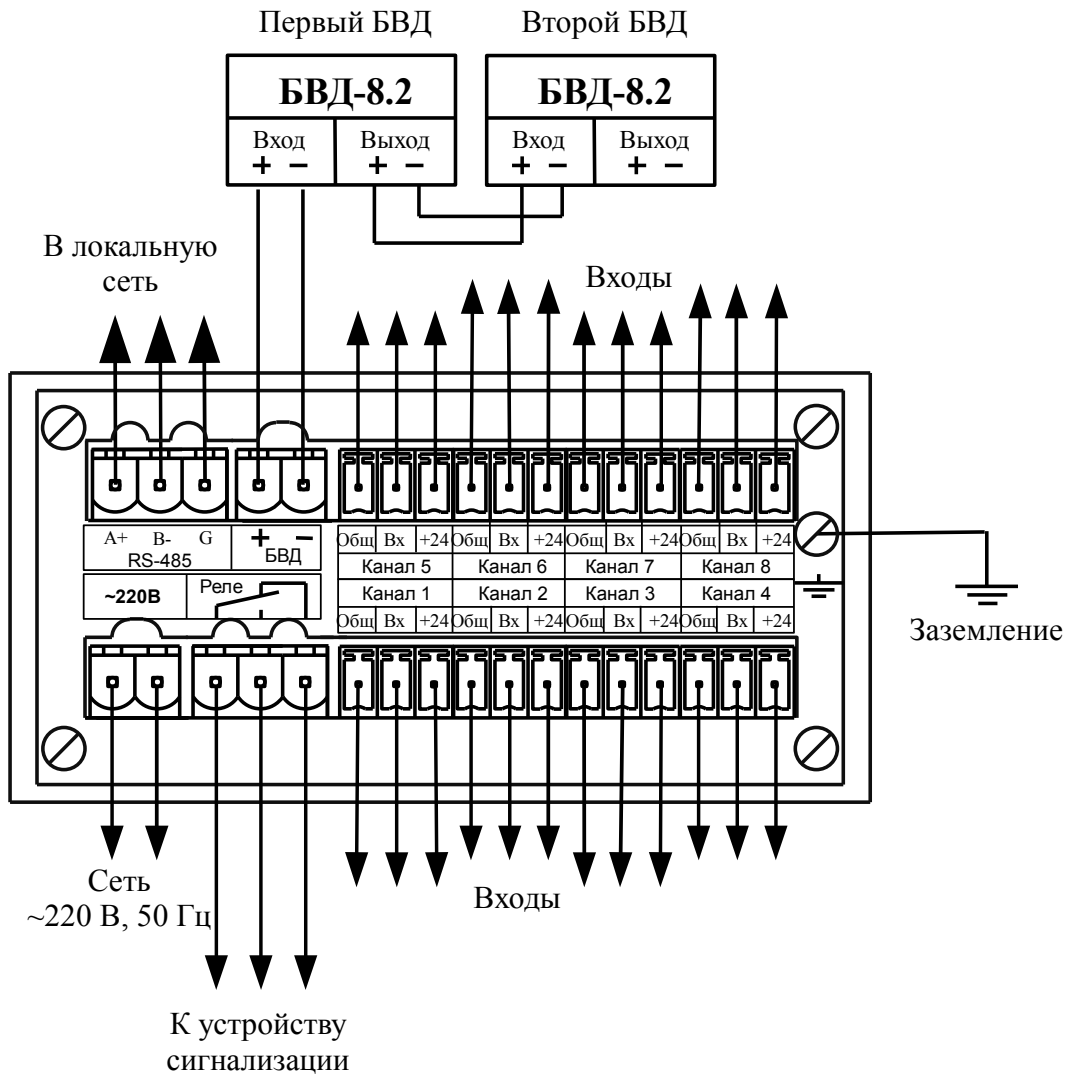 Первый БВД
Второй БВД
БВД-8.2
БВД-8.2
Вход Выход
+ − + −
Вход Выход
+ − + −
В локальную
сеть
Входы
A+ B- G
RS-485
+ −
БВД
Общ Вх +24 Общ Вх +24 Общ Вх +24 Общ Вх +24
Канал 5 Канал 6 Канал 7 Канал 8
~220В
Реле
Канал 1 Канал 2 Канал 3 Канал 4
Общ Вх +24 Общ Вх +24 Общ Вх +24 Общ Вх +24
Заземление
Сеть
~220 В, 50 Гц
Входы
К устройству
сигнализации